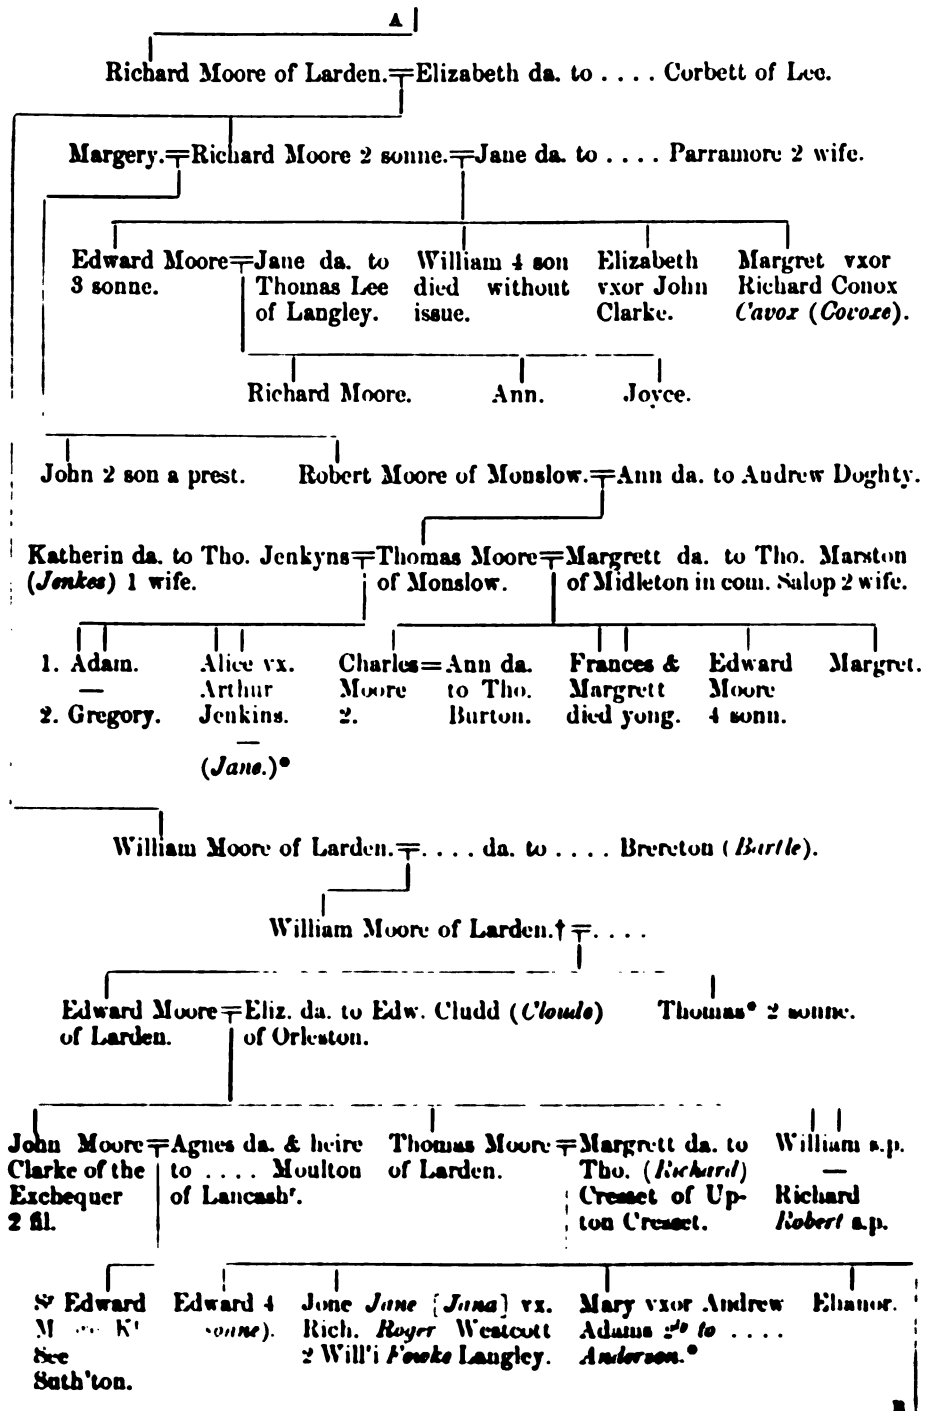 A
Richard Moore of Larden.=Elizabeth da. to . . . . Corbett of Lee.
Margery.=Richard Moore 2 sonne.=Jane da. to . . . . Parramore 2 wife.
Edward Moore=Jane da. to William 4 son Elizabeth Margret vxor
3 sonne. Thomas Lee died without vxor John Richard Conox
of Langley. issue. Clarke. Cavox (Covoxe).
Richard Moore. Ann. Joyce.
John 2 son a prest. Robert Moore of Monslow.=Ann da. to Andrew Doghty.
Katherin da. to Tho. Jenkyns=Thomas Moore=Margrett da. to Tho. Marston
(Jenkes) 1 wife. of Monslow. of Midleton in com. Salop 2 wife.
1. Adam. Alice vx. Charles=Ann da. Frances & Edward Margret.
— Arthur Moore to Tho. Margrett Moore
2. Gregory. Jenkins. 2. Burton. died yong. 4 sonn.
—
(Jane.)*
William Moore of Larden.=. . . . da. to . . . . Brereton (Bartle).
William Moore of Larden.†=. . . .
Edward Moore=Eliz. da. to Edw. Cludd (Cloude) Thomas* 2 sonne.
of Larden. of Orleston.
John Moore=Agnes da. & heire Thomas Moore=Margrett da. to William s.p.
Clarke of the to . . . . Moulton of Larden. Tho. (Richard) —
Exchequer of Lancashr. Cresset of Up- Richard
2 fil. ton Cresset. Robert s.p.
Sr Edward Edward 4 Jone Jane [Jana] vx. Mary vxor Andrew Elianor.
Kt sonne). Rich. Roger Westcott Adams 2do to . . . .
See 2 Will'i Fowke Langley. Anderson.*
Suth'ton.
B